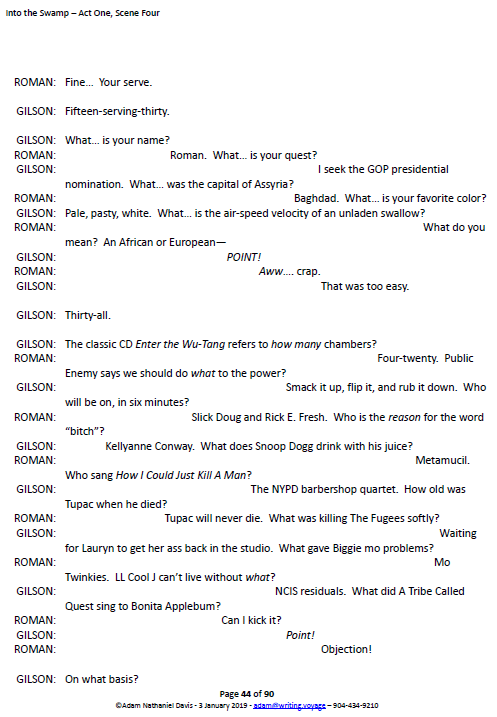 Into the Swamp – Act One, Scene Four
ROMAN: Fine… Your serve.
GILSON: Fifteen-serving-thirty.
GILSON: What… is your name?
ROMAN: Roman. What… is your quest?
GILSON: I seek the GOP presidential
nomination. What… was the capital of Assyria?
ROMAN: Baghdad. What… is your favorite color?
GILSON: Pale, pasty, white. What… is the air-speed velocity of an unladen swallow?
ROMAN: What do you
mean? An African or European—
GILSON: POINT!
ROMAN: Aww…. crap.
GILSON: That was too easy.
GILSON: Thirty-all.
GILSON: The classic CD Enter the Wu-Tang refers to how many chambers?
ROMAN: Four-twenty. Public
Enemy says we should do what to the power?
GILSON: Smack it up, flip it, and rub it down. Who
will be on, in six minutes?
ROMAN: Slick Doug and Rick E. Fresh. Who is the reason for the word
“bitch”?
GILSON: Kellyanne Conway. What does Snoop Dogg drink with his juice?
ROMAN: Metamucil.
Who sang How I Could Just Kill A Man?
GILSON: The NYPD barbershop quartet. How old was
Tupac when he died?
ROMAN: Tupac will never die. What was killing The Fugees softly?
GILSON: Waiting
for Lauryn to get her ass back in the studio. What gave Biggie mo problems?
ROMAN: Mo
Twinkies. LL Cool J can’t live without what?
GILSON: NCIS residuals. What did A Tribe Called
Quest sing to Bonita Applebum?
ROMAN: Can I kick it?
GILSON: Point!
ROMAN: Objection!
GILSON: On what basis?
Page 44 of 90
©Adam Nathaniel Davis - 3 January 2019 - adam@writing.voyage – 904-434-9210